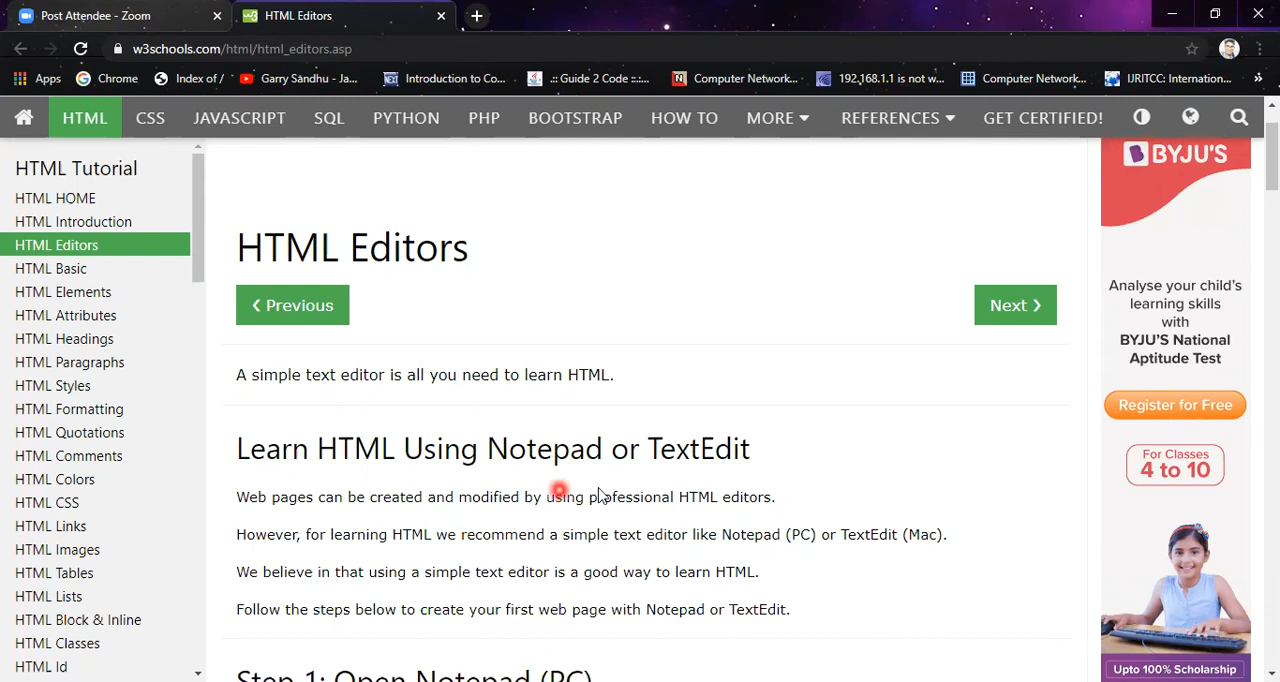 Post Attendee - Zoom
HTML Editors
w3schools.com/html/html_editors.asp
Apps
Chrome
Index of /
Garry Sandhu - Ja...
Introduction to Co...
.:: Guide 2 Code ::....
Computer Network...
192.168.1.1 is not w...
Computer Network...
IJRITCC: Internation...
HTML
CSS
JAVASCRIPT
SQL
PYTHON
PHP
BOOTSTRAP
HOW TO
MORE
REFERENCES
GET CERTIFIED!
HTML Tutorial
HTML HOME
HTML Introduction
HTML Editors
HTML Basic
HTML Elements
HTML Attributes
HTML Headings
HTML Paragraphs
HTML Styles
HTML Formatting
HTML Quotations
HTML Comments
HTML Colors
HTML CSS
HTML Links
HTML Images
HTML Tables
HTML Lists
HTML Block & Inline
HTML Classes
HTML Id
HTML Editors
❮ Previous
Next ❯
A simple text editor is all you need to learn HTML.
Learn HTML Using Notepad or TextEdit
Web pages can be created and modified by using professional HTML editors.
However, for learning HTML we recommend a simple text editor like Notepad (PC) or TextEdit (Mac).
We believe in that using a simple text editor is a good way to learn HTML.
Follow the steps below to create your first web page with Notepad or TextEdit.
Step 1: Open Notepad (PC)
BYJU'S
Analyse your child's
learning skills
with
BYJU'S National
Aptitude Test
Register for Free
For Classes
4 to 10
Upto 100% Scholarship